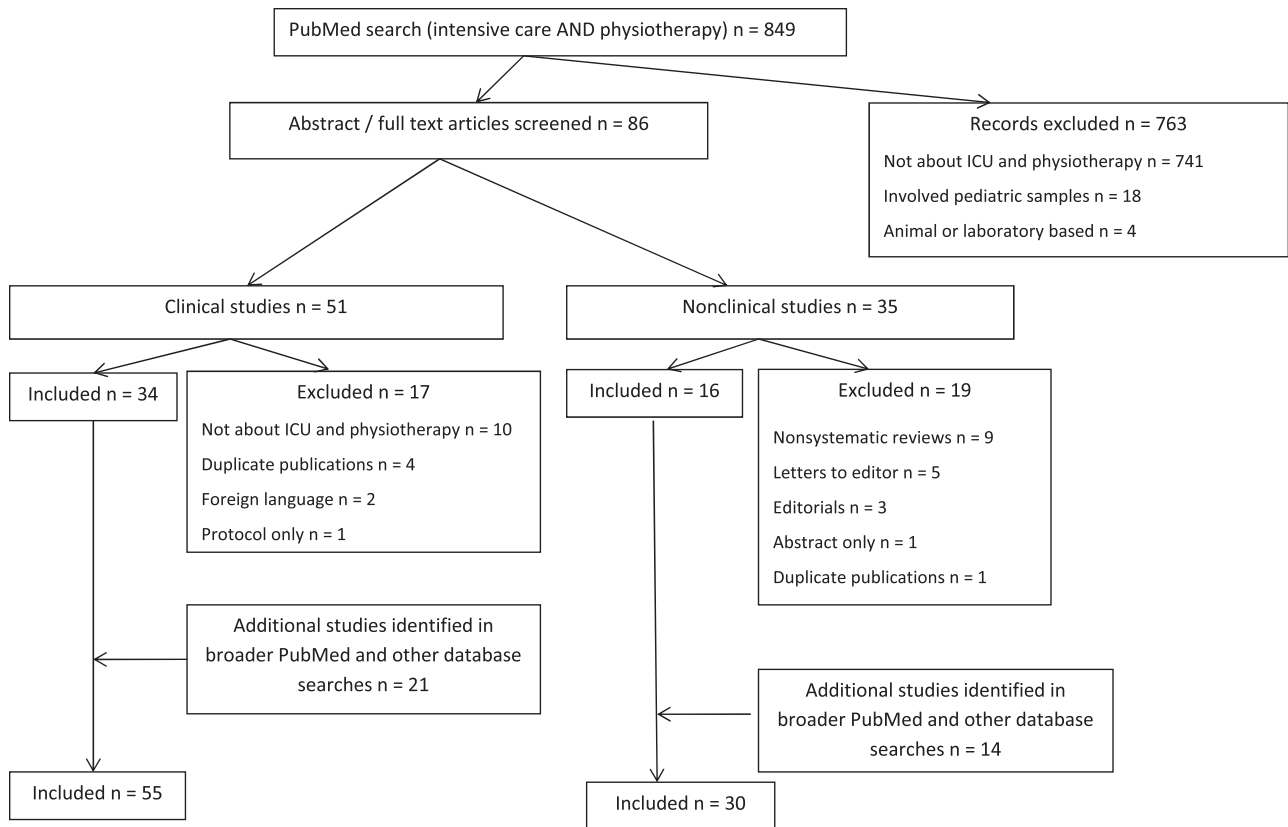 PubMed search (intensive care AND physiotherapy) n = 849
Abstract / full text articles screened n = 86
Records excluded n = 763
Not about ICU and physiotherapy n = 741
Involved pediatric samples n = 18
Animal or laboratory based n = 4
Clinical studies n = 51
Nonclinical studies n = 35
Included n = 34
Excluded n = 17
Not about ICU and physiotherapy n = 10
Duplicate publications n = 4
Foreign language n = 2
Protocol only n = 1
Included n = 16
Excluded n = 19
Nonsystematic reviews n = 9
Letters to editor n = 5
Editorials n = 3
Abstract only n = 1
Duplicate publications n = 1
Additional studies identified in
broader PubMed and other database
searches n = 21
Additional studies identified in
broader PubMed and other database
searches n = 14
Included n = 55
Included n = 30